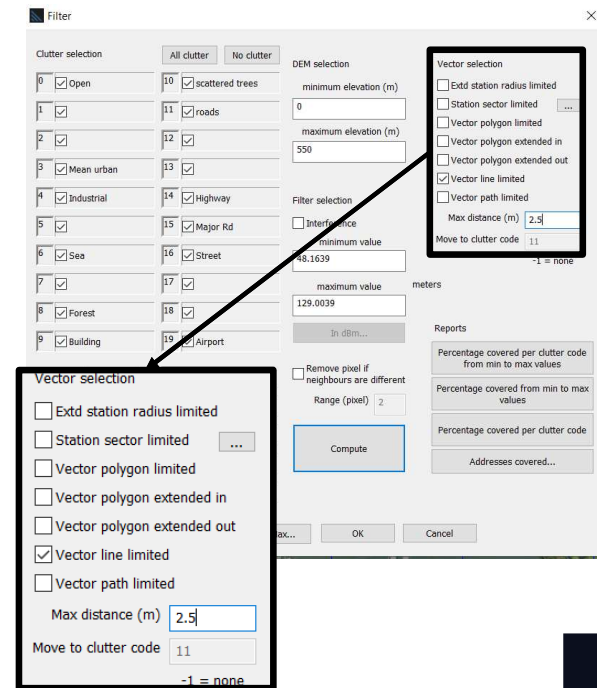 Filter
Clutter selection
All clutter
No clutter
0 Open
1
2
3 Mean urban
4 Industrial
5
6 Sea
7
8 Forest
9 Building
10 scattered trees
11 roads
12
13
14 Highway
15 Major Rd
16 Street
17
18
19 Airport
DEM selection
minimum elevation (m)
0
maximum elevation (m)
550
Filter selection
Interference
minimum value
48.1639
maximum value
meters
129.0039
In dBm...
Remove pixel if
neighbours are different
Range (pixel) 2
Compute
Vector selection
Extd station radius limited
Station sector limited ...
Vector polygon limited
Vector polygon extended in
Vector polygon extended out
Vector line limited
Vector path limited
Max distance (m) 2.5
Move to clutter code 11
-1 = none
Reports
Percentage covered per clutter code
from min to max values
Percentage covered from min to max
values
Percentage covered per clutter code
Addresses covered...
OK
Cancel
Vector selection
Extd station radius limited
Station sector limited ...
Vector polygon limited
Vector polygon extended in
Vector polygon extended out
Vector line limited
Vector path limited
Max distance (m) 2.5
Move to clutter code 11
-1 = none